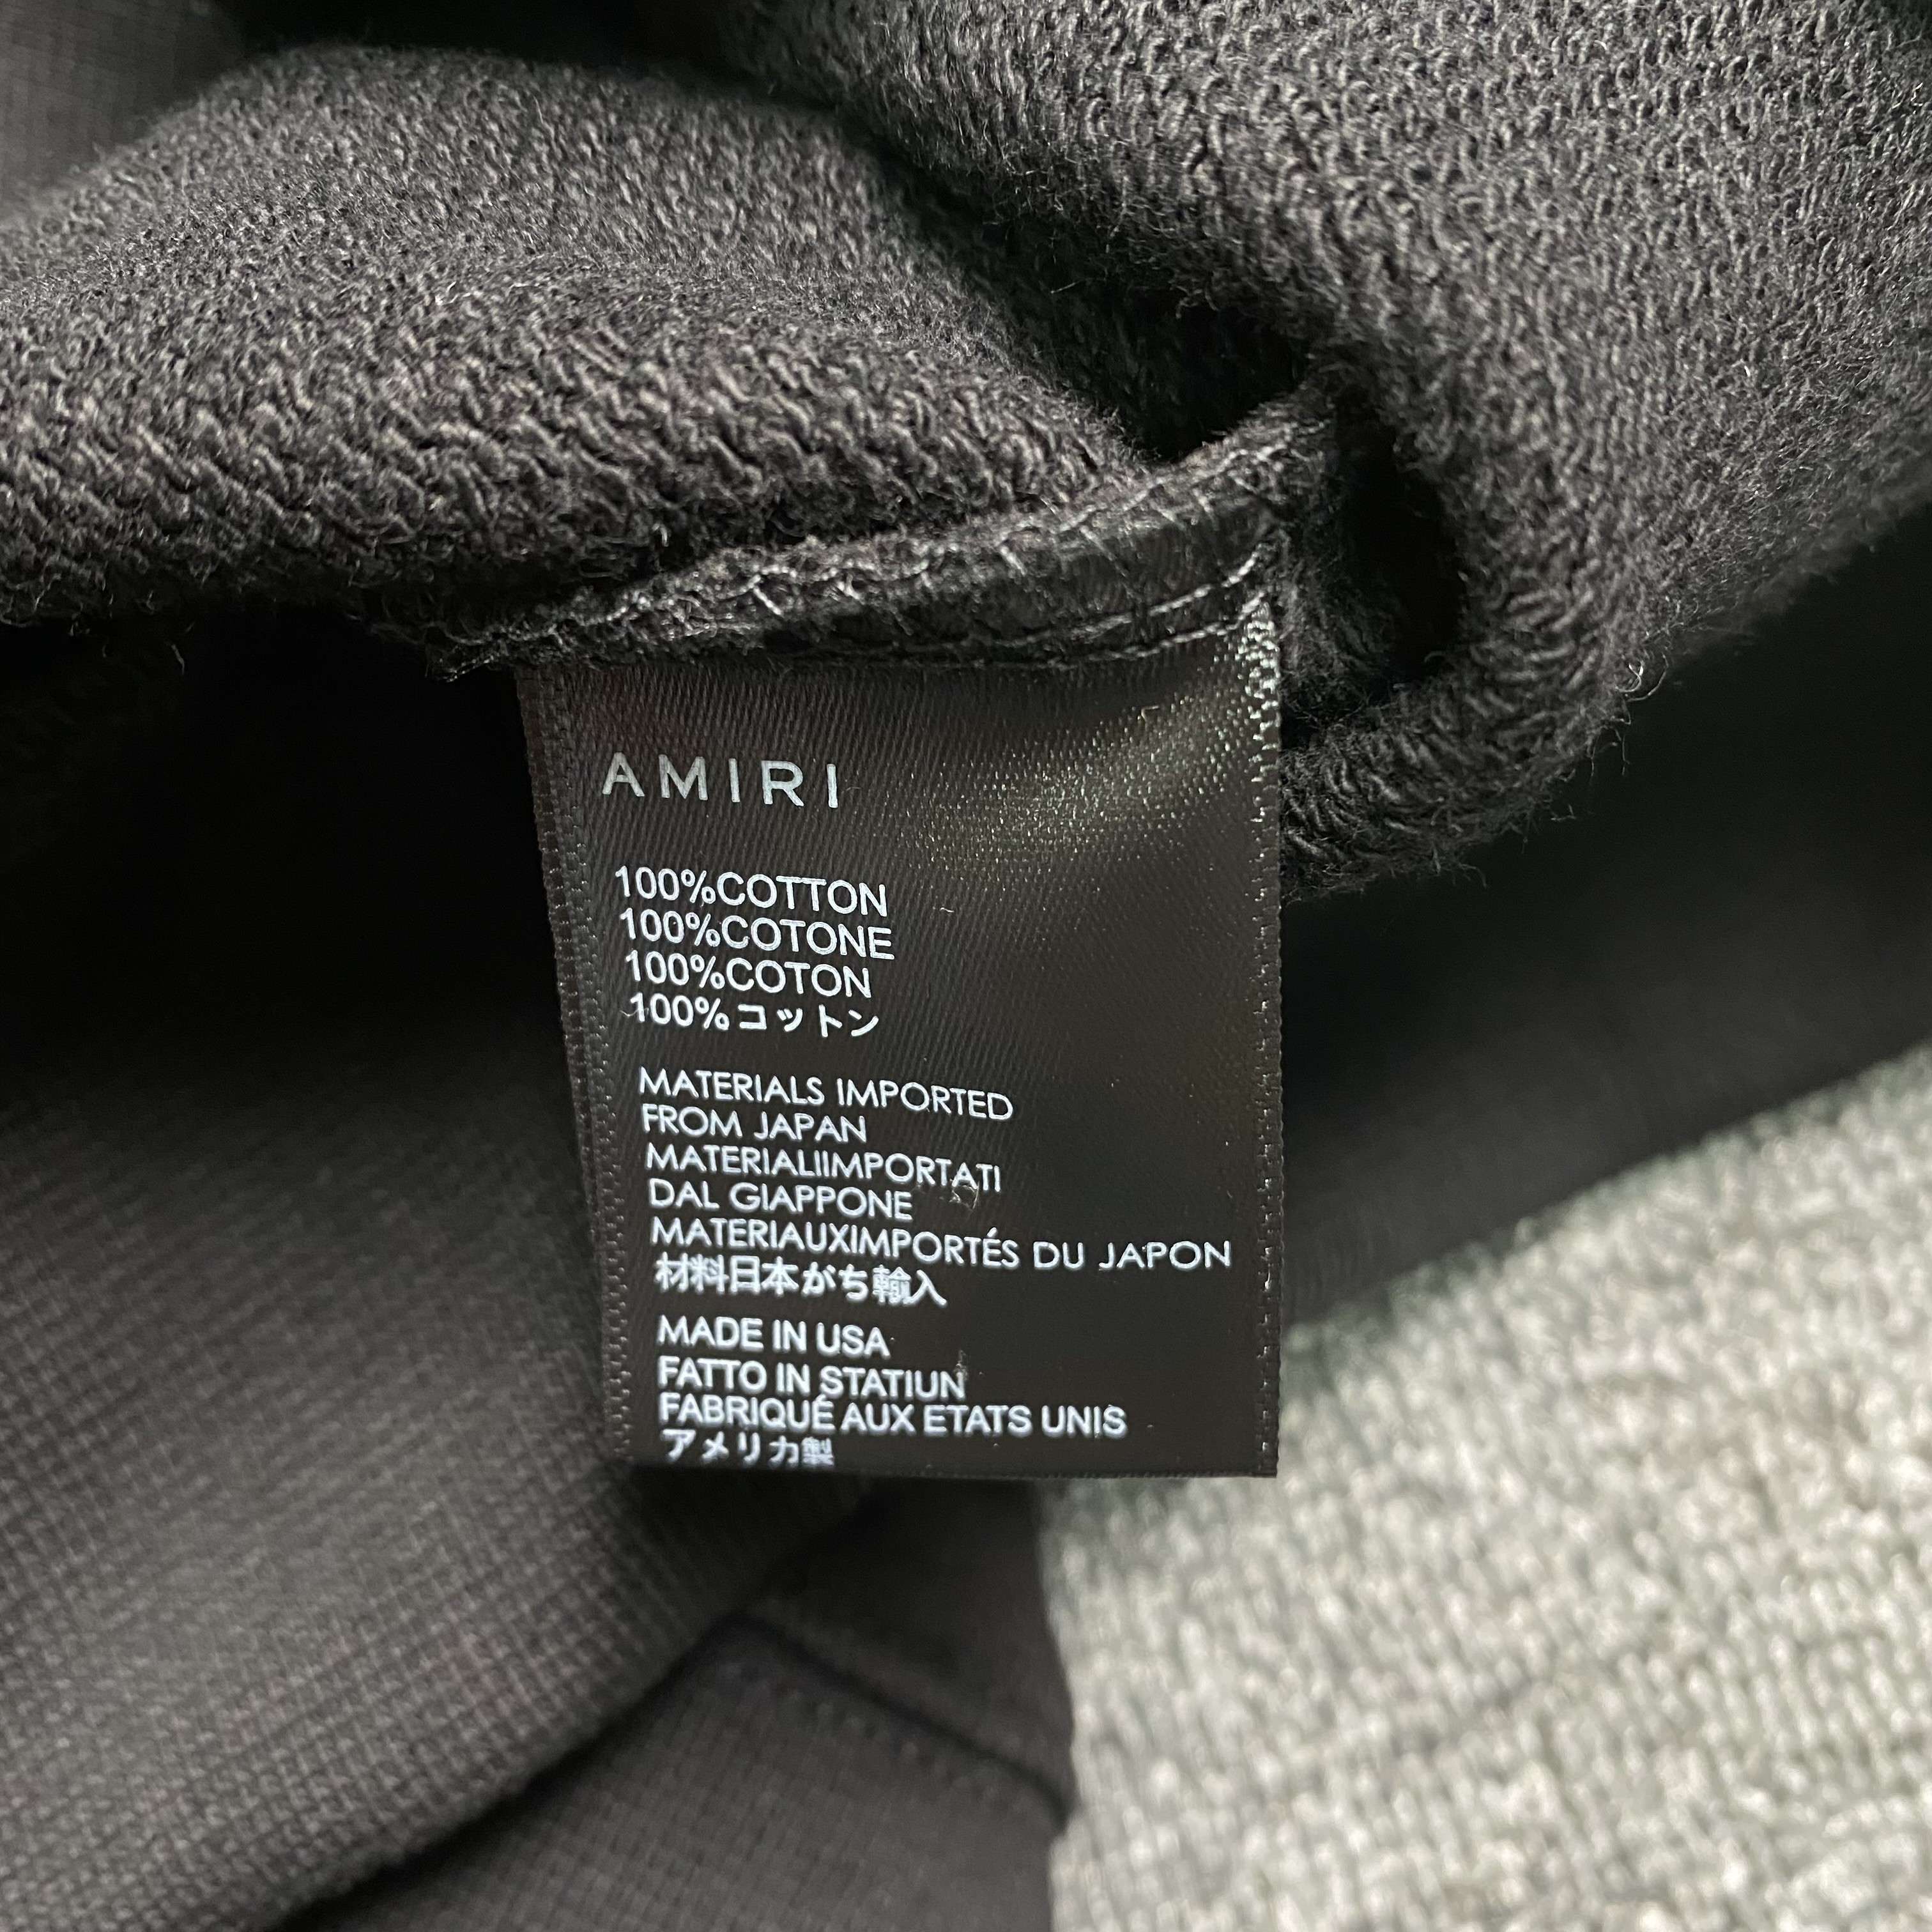 AMIRI
100%COTTON
100%COTONE
100%COTON
100%コットン
MATERIALS IMPORTED
FROM JAPAN
MATERIALIIMPORTATI
DAL GIAPPONE
MATERIAUXIMPORTÉS DU JAPON
材料日本がち輸入
MADE IN USA
FATTO IN STATIUN
FABRIQUÉ AUX ETATS UNIS
アメリカ製